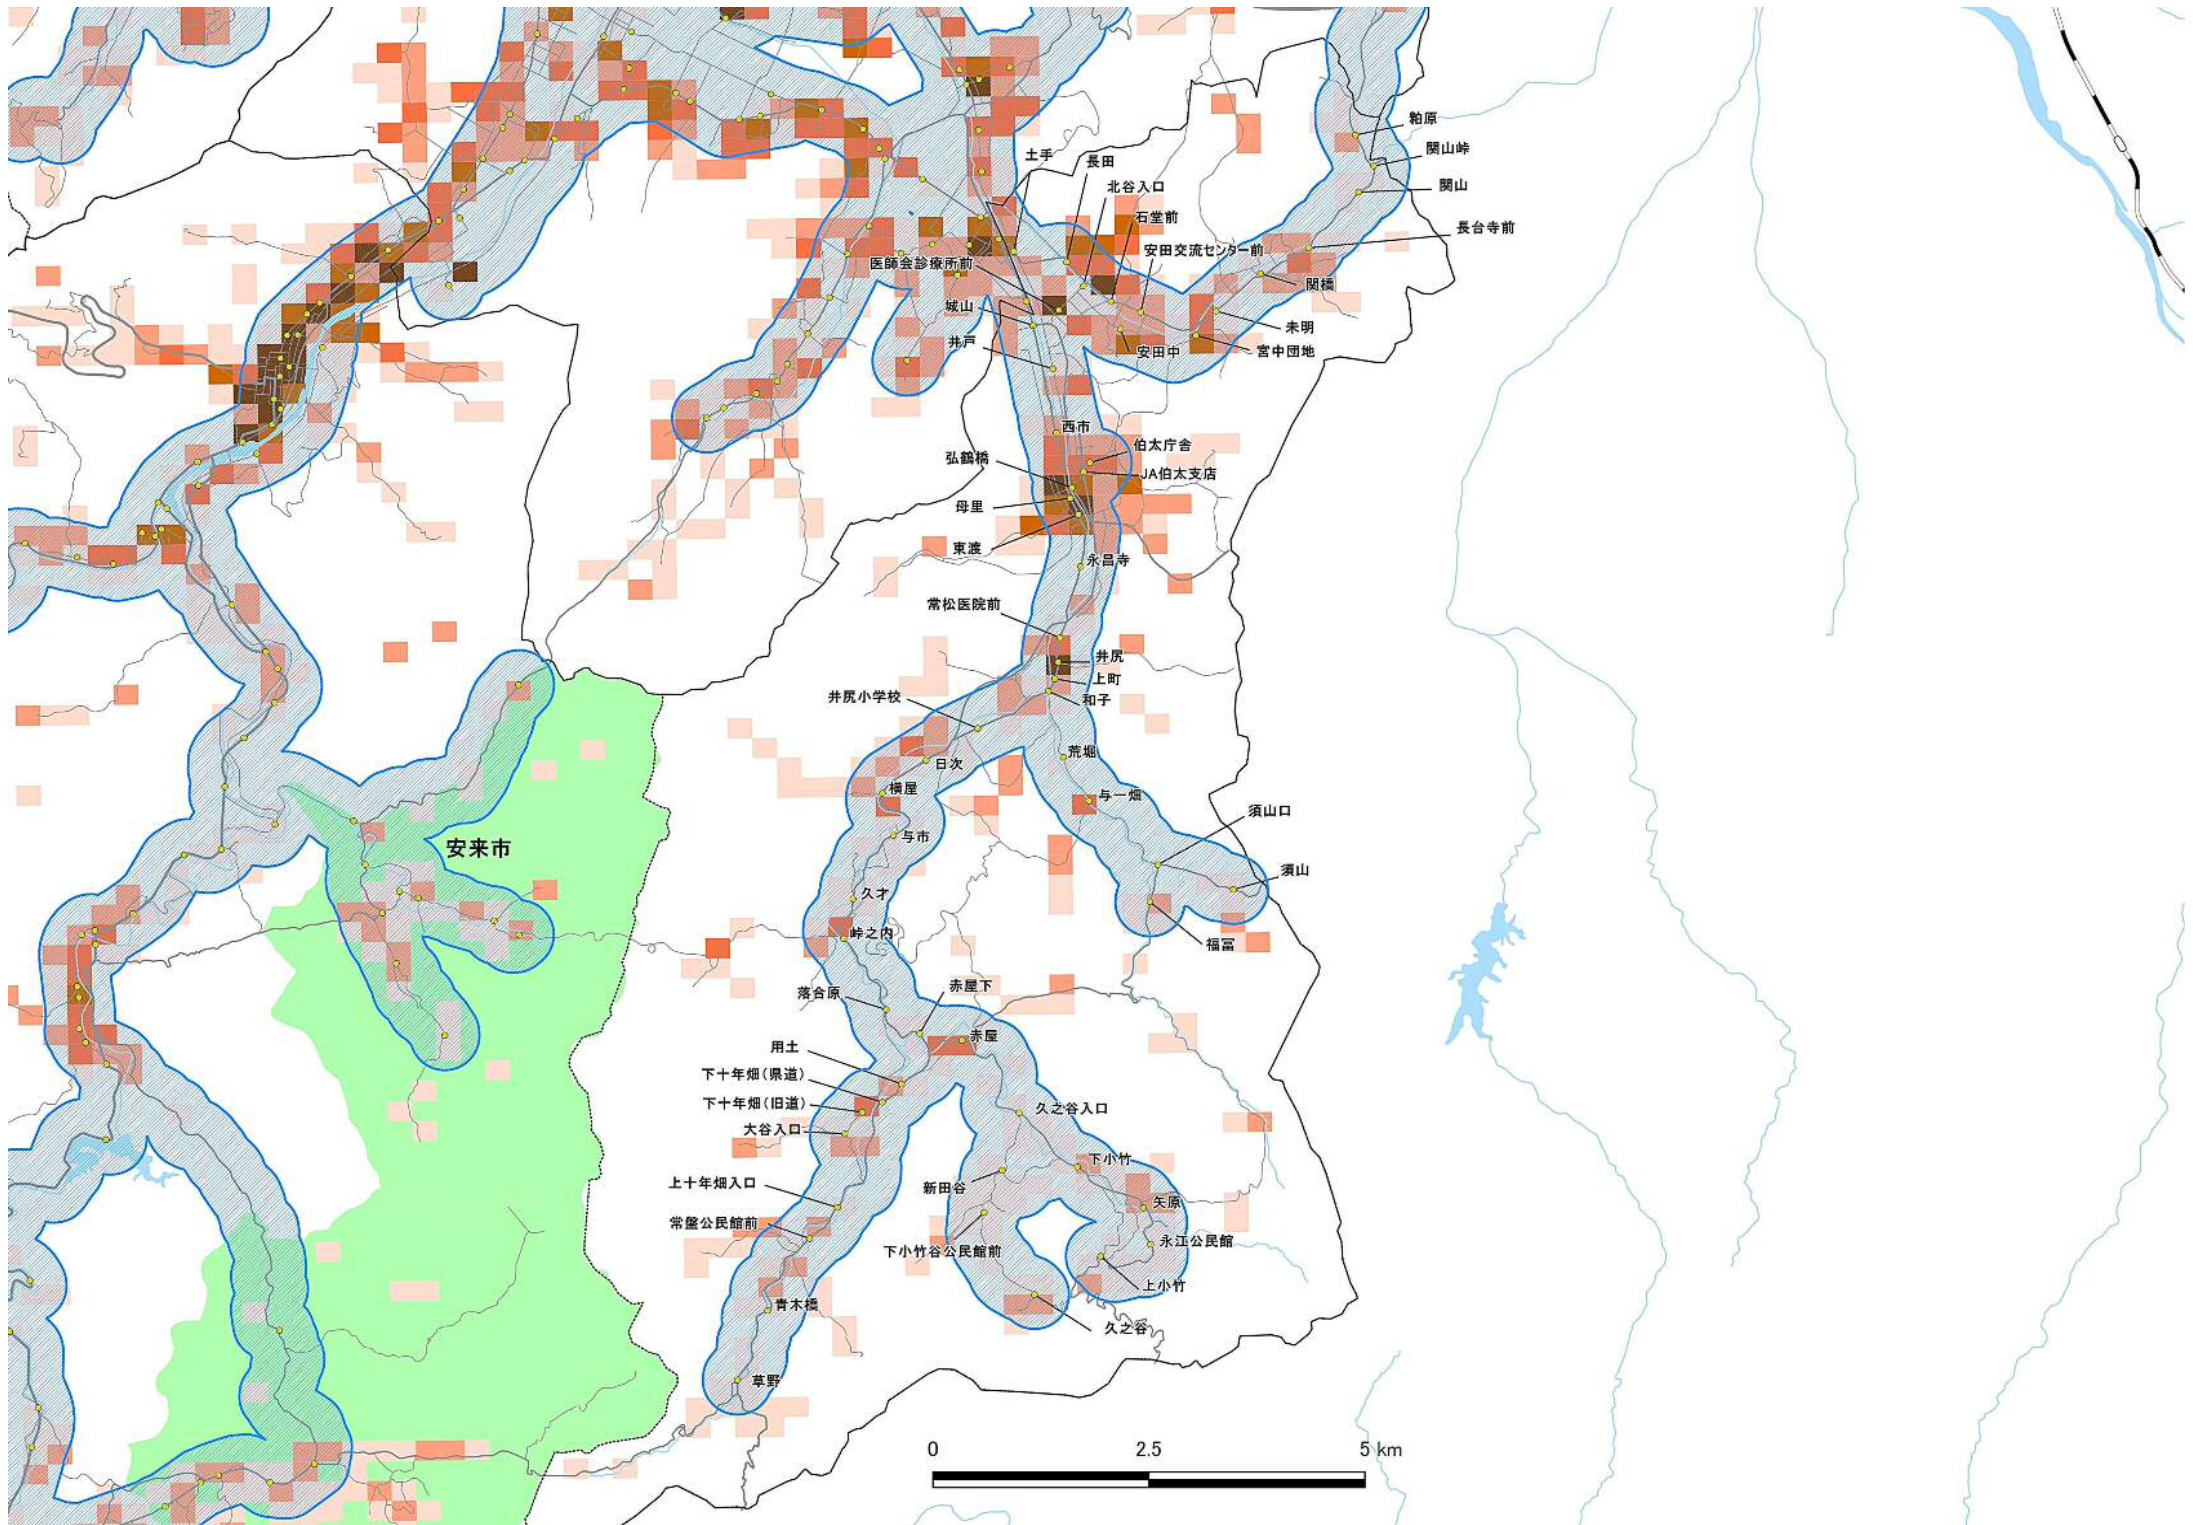 粕原
関山峠
土手
長田
北谷入口
関山
石堂前
長台寺前
安田交流センター前
医師会診療所前
関橋
城山
未明
井戸
安田中
宮中団地
西市
伯太庁舎
弘鶴橋
JA伯太支店
母里
東渡
永昌寺
常松医院前
井尻
上町
井尻小学校
和子
荒堀
日次
横屋
与一畑
須山口
与市
安来市
須山
久才
峠之内
福冨
赤屋下
落合原
赤屋
用土
下十年畑(県道)
下十年畑(旧道)
久之谷入口
大谷入口
下小竹
上十年畑入口
新田谷
矢原
常盤公民館前
永江公民館
下小竹谷公民館前
上小竹
青木橋
久之谷
草野
0 2.5 5 km